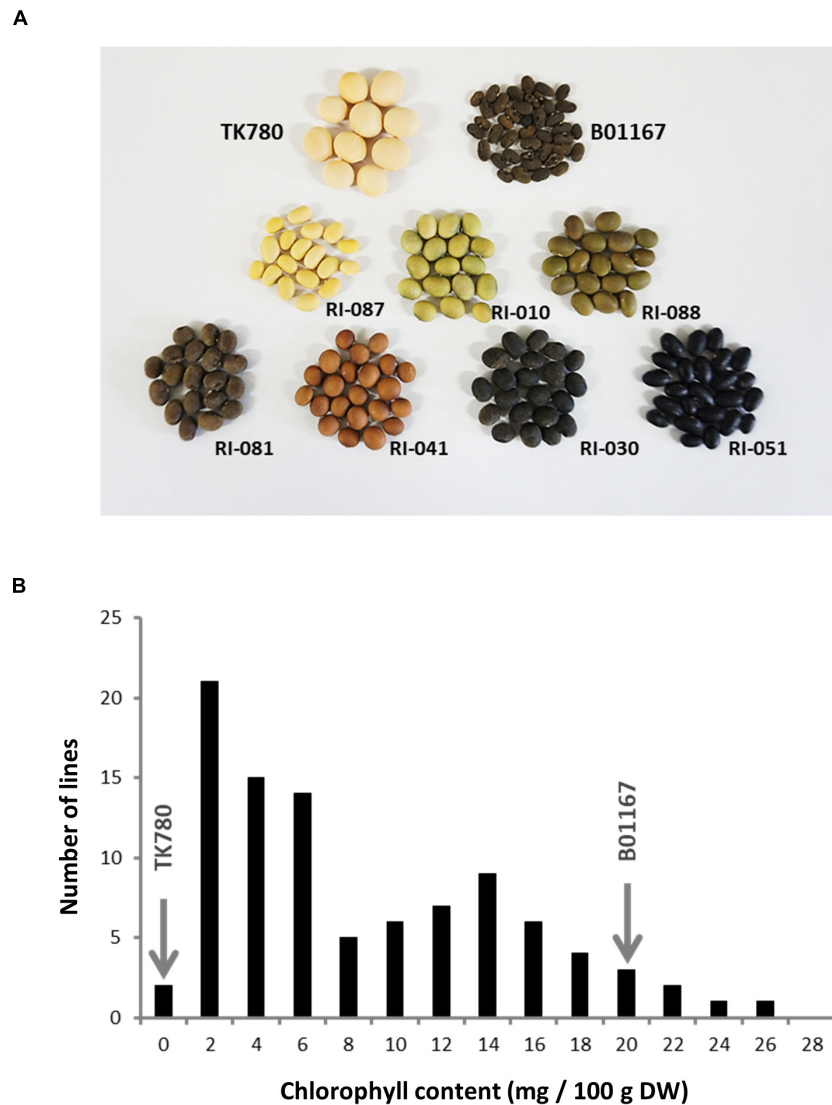 A
TK780
B01167
RI-087
RI-010
RI-088
RI-081
RI-041
RI-030
RI-051
B
25
20
15
10
5
0
Number of lines
TK780
B01167
0 2 4 6 8 10 12 14 16 18 20 22 24 26 28
Chlorophyll content (mg / 100 g DW)